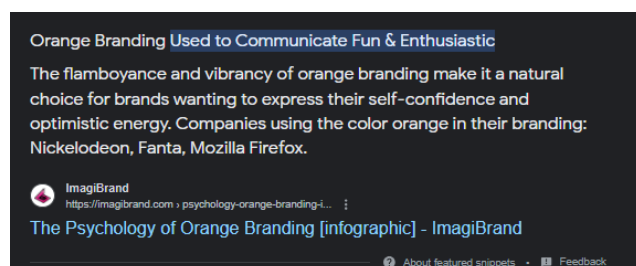 Orange Branding Used to Communicate Fun & Enthusiastic
The flamboyance and vibrancy of orange branding make it a natural
choice for brands wanting to express their self-confidence and
optimistic energy. Companies using the color orange in their branding:
Nickelodeon, Fanta, Mozilla Firefox.
ImagiBrand
https://imagibrand.com › psychology-orange-branding-i...
The Psychology of Orange Branding [infographic] - ImagiBrand
About featured snippets • Feedback